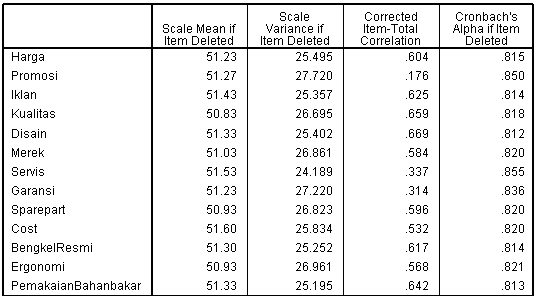 Scale Mean if Item Deleted Scale Variance if Item Deleted Corrected Item-Total Correlation Cronbach's Alpha if Item Deleted
Harga 51.23 25.495 .604 .815
Promosi 51.27 27.720 .176 .850
Iklan 51.43 25.357 .625 .814
Kualitas 50.83 26.695 .659 .818
Disain 51.33 25.402 .669 .812
Merek 51.03 26.861 .584 .820
Servis 51.53 24.189 .337 .855
Garansi 51.23 27.220 .314 .836
Sparepart 50.93 26.823 .596 .820
Cost 51.60 25.834 .532 .820
BengkelResmi 51.30 25.252 .617 .814
Ergonomi 50.93 26.961 .568 .821
PemakaianBahanbakar 51.33 25.195 .642 .813